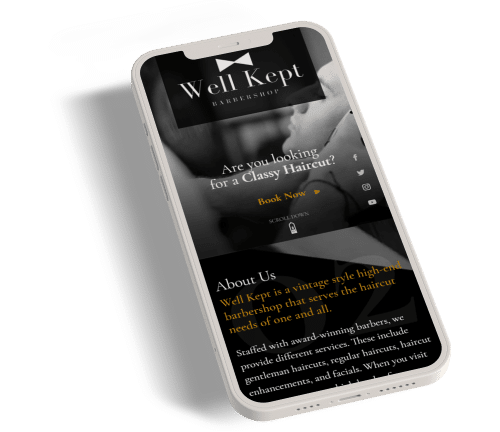 Well Kept
BARBERSHOP
Are you looking
for a Classy Haircut?
Book Now
SCROLL DOWN
About Us
Well Kept is a vintage style high-end
barbershop that serves the haircut
needs of one and all.
Staffed with award-winning barbers, we
provide different services. These include
gentleman haircuts, regular haircuts, haircut
enhancements, and facials. When you visit